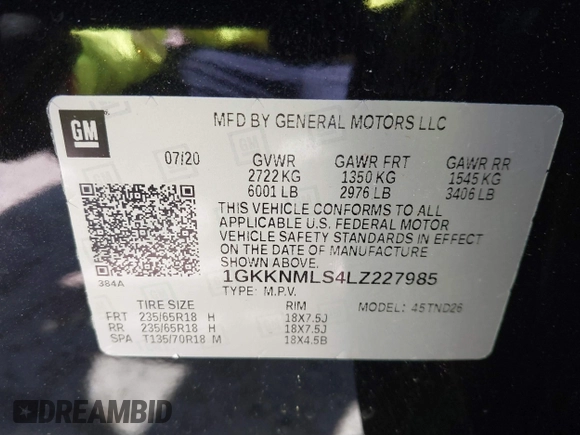 GM
MFD BY GENERAL MOTORS LLC
07/20 GVWR GAWR FRT GAWR RR
2722 KG 1350 KG 1545 KG
6001 LB 2976 LB 3406 LB
THIS VEHICLE CONFORMS TO ALL
APPLICABLE U.S. FEDERAL MOTOR
VEHICLE SAFETY STANDARDS IN EFFECT
ON THE DATE OF MANUFACTURE
SHOWN ABOVE.
1GKKNMLS4LZ227985
384A
TYPE: M.P.V.
MODEL: 45TND26
TIRE SIZE RIM
FRT 235/65R18 H 18X7.5J
RR 235/65R18 H 18X7.5J
SPA T135/70R18 M 18X4.5B
DREAMBID